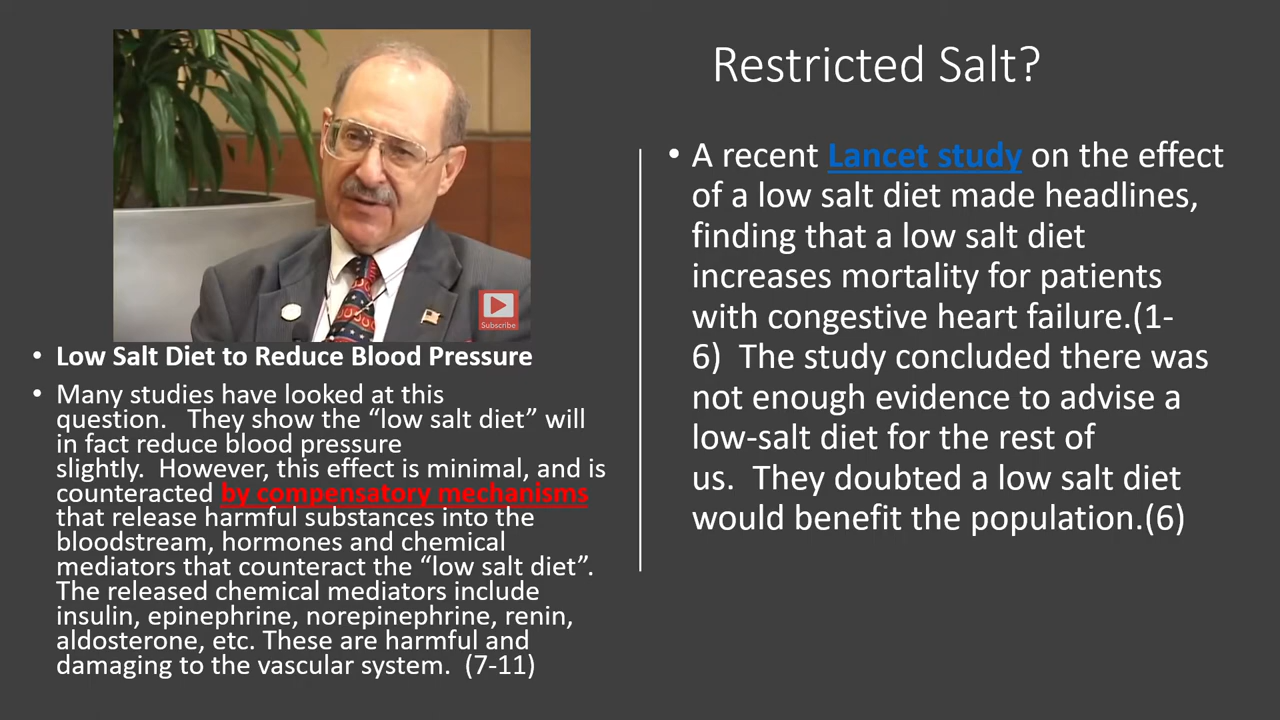 Restricted Salt?
Subscribe
• Low Salt Diet to Reduce Blood Pressure
• Many studies have looked at this
question.   They show the “low salt diet” will
in fact reduce blood pressure
slightly.  However, this effect is minimal, and is
counteracted by compensatory mechanisms
that release harmful substances into the
bloodstream, hormones and chemical
mediators that counteract the “low salt diet”.
The released chemical mediators include
insulin, epinephrine, norepinephrine, renin,
aldosterone, etc. These are harmful and
damaging to the vascular system.  (7-11)
• A recent Lancet study on the effect
of a low salt diet made headlines,
finding that a low salt diet
increases mortality for patients
with congestive heart failure.(1-
6)  The study concluded there was
not enough evidence to advise a
low-salt diet for the rest of
us.  They doubted a low salt diet
would benefit the population.(6)